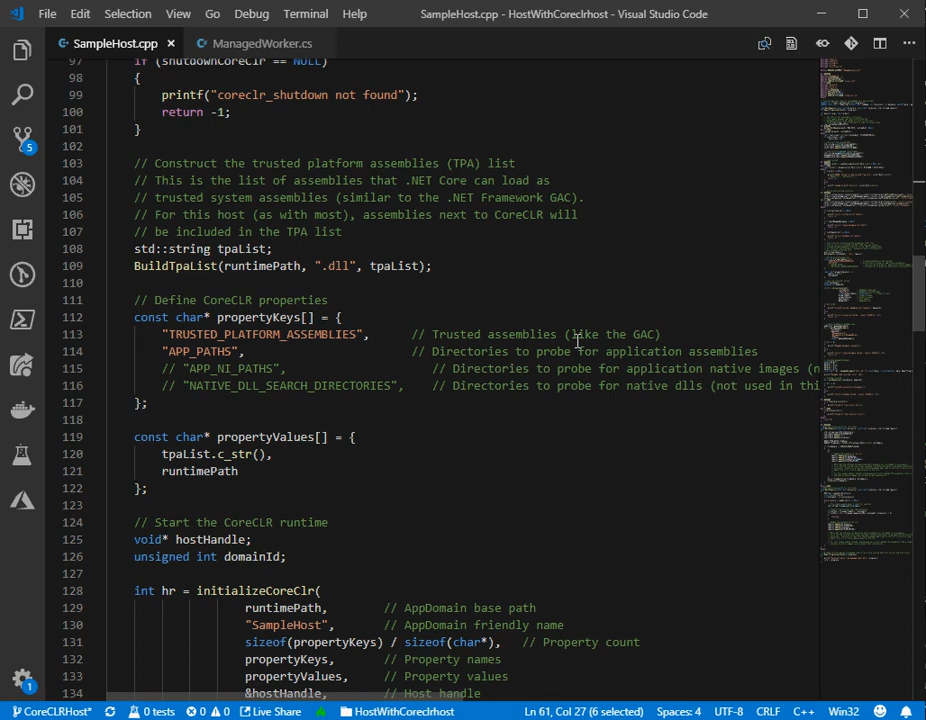 File Edit Selection View Go Debug Terminal Help SampleHost.cpp - HostWithCoreclrhost - Visual Studio Code
SampleHost.cpp ManagedWorker.cs
97 if (shutdownCoreClr == NULL)
98 {
99 printf("coreclr_shutdown not found");
100 return -1;
101 }
102
103 // Construct the trusted platform assemblies (TPA) list
104 // This is the list of assemblies that .NET Core can load as
105 // trusted system assemblies (similar to the .NET Framework GAC).
106 // For this host (as with most), assemblies next to CoreCLR will
107 // be included in the TPA list
108 std::string tpaList;
109 BuildTpaList(runtimePath, ".dll", tpaList);
110
111 // Define CoreCLR properties
112 const char* propertyKeys[] = {
113 "TRUSTED_PLATFORM_ASSEMBLIES", // Trusted assemblies (like the GAC)
114 "APP_PATHS", // Directories to probe for application assemblies
115 // "APP_NI_PATHS", // Directories to probe for application native images (n
116 // "NATIVE_DLL_SEARCH_DIRECTORIES", // Directories to probe for native dlls (not used in thi
117 };
118
119 const char* propertyValues[] = {
120 tpaList.c_str(),
121 runtimePath
122 };
123
124 // Start the CoreCLR runtime
125 void* hostHandle;
126 unsigned int domainId;
127
128 int hr = initializeCoreClr(
129 runtimePath, // AppDomain base path
130 "SampleHost", // AppDomain friendly name
131 sizeof(propertyKeys) / sizeof(char*), // Property count
132 propertyKeys, // Property names
133 propertyValues, // Property values
134 &hostHandle, // Host handle
5
1
CoreCLRHost* 0 tests 0 0 Live Share HostWithCoreclrhost Ln 61, Col 27 (6 selected) Spaces: 4 UTF-8 CRLF C++ Win32